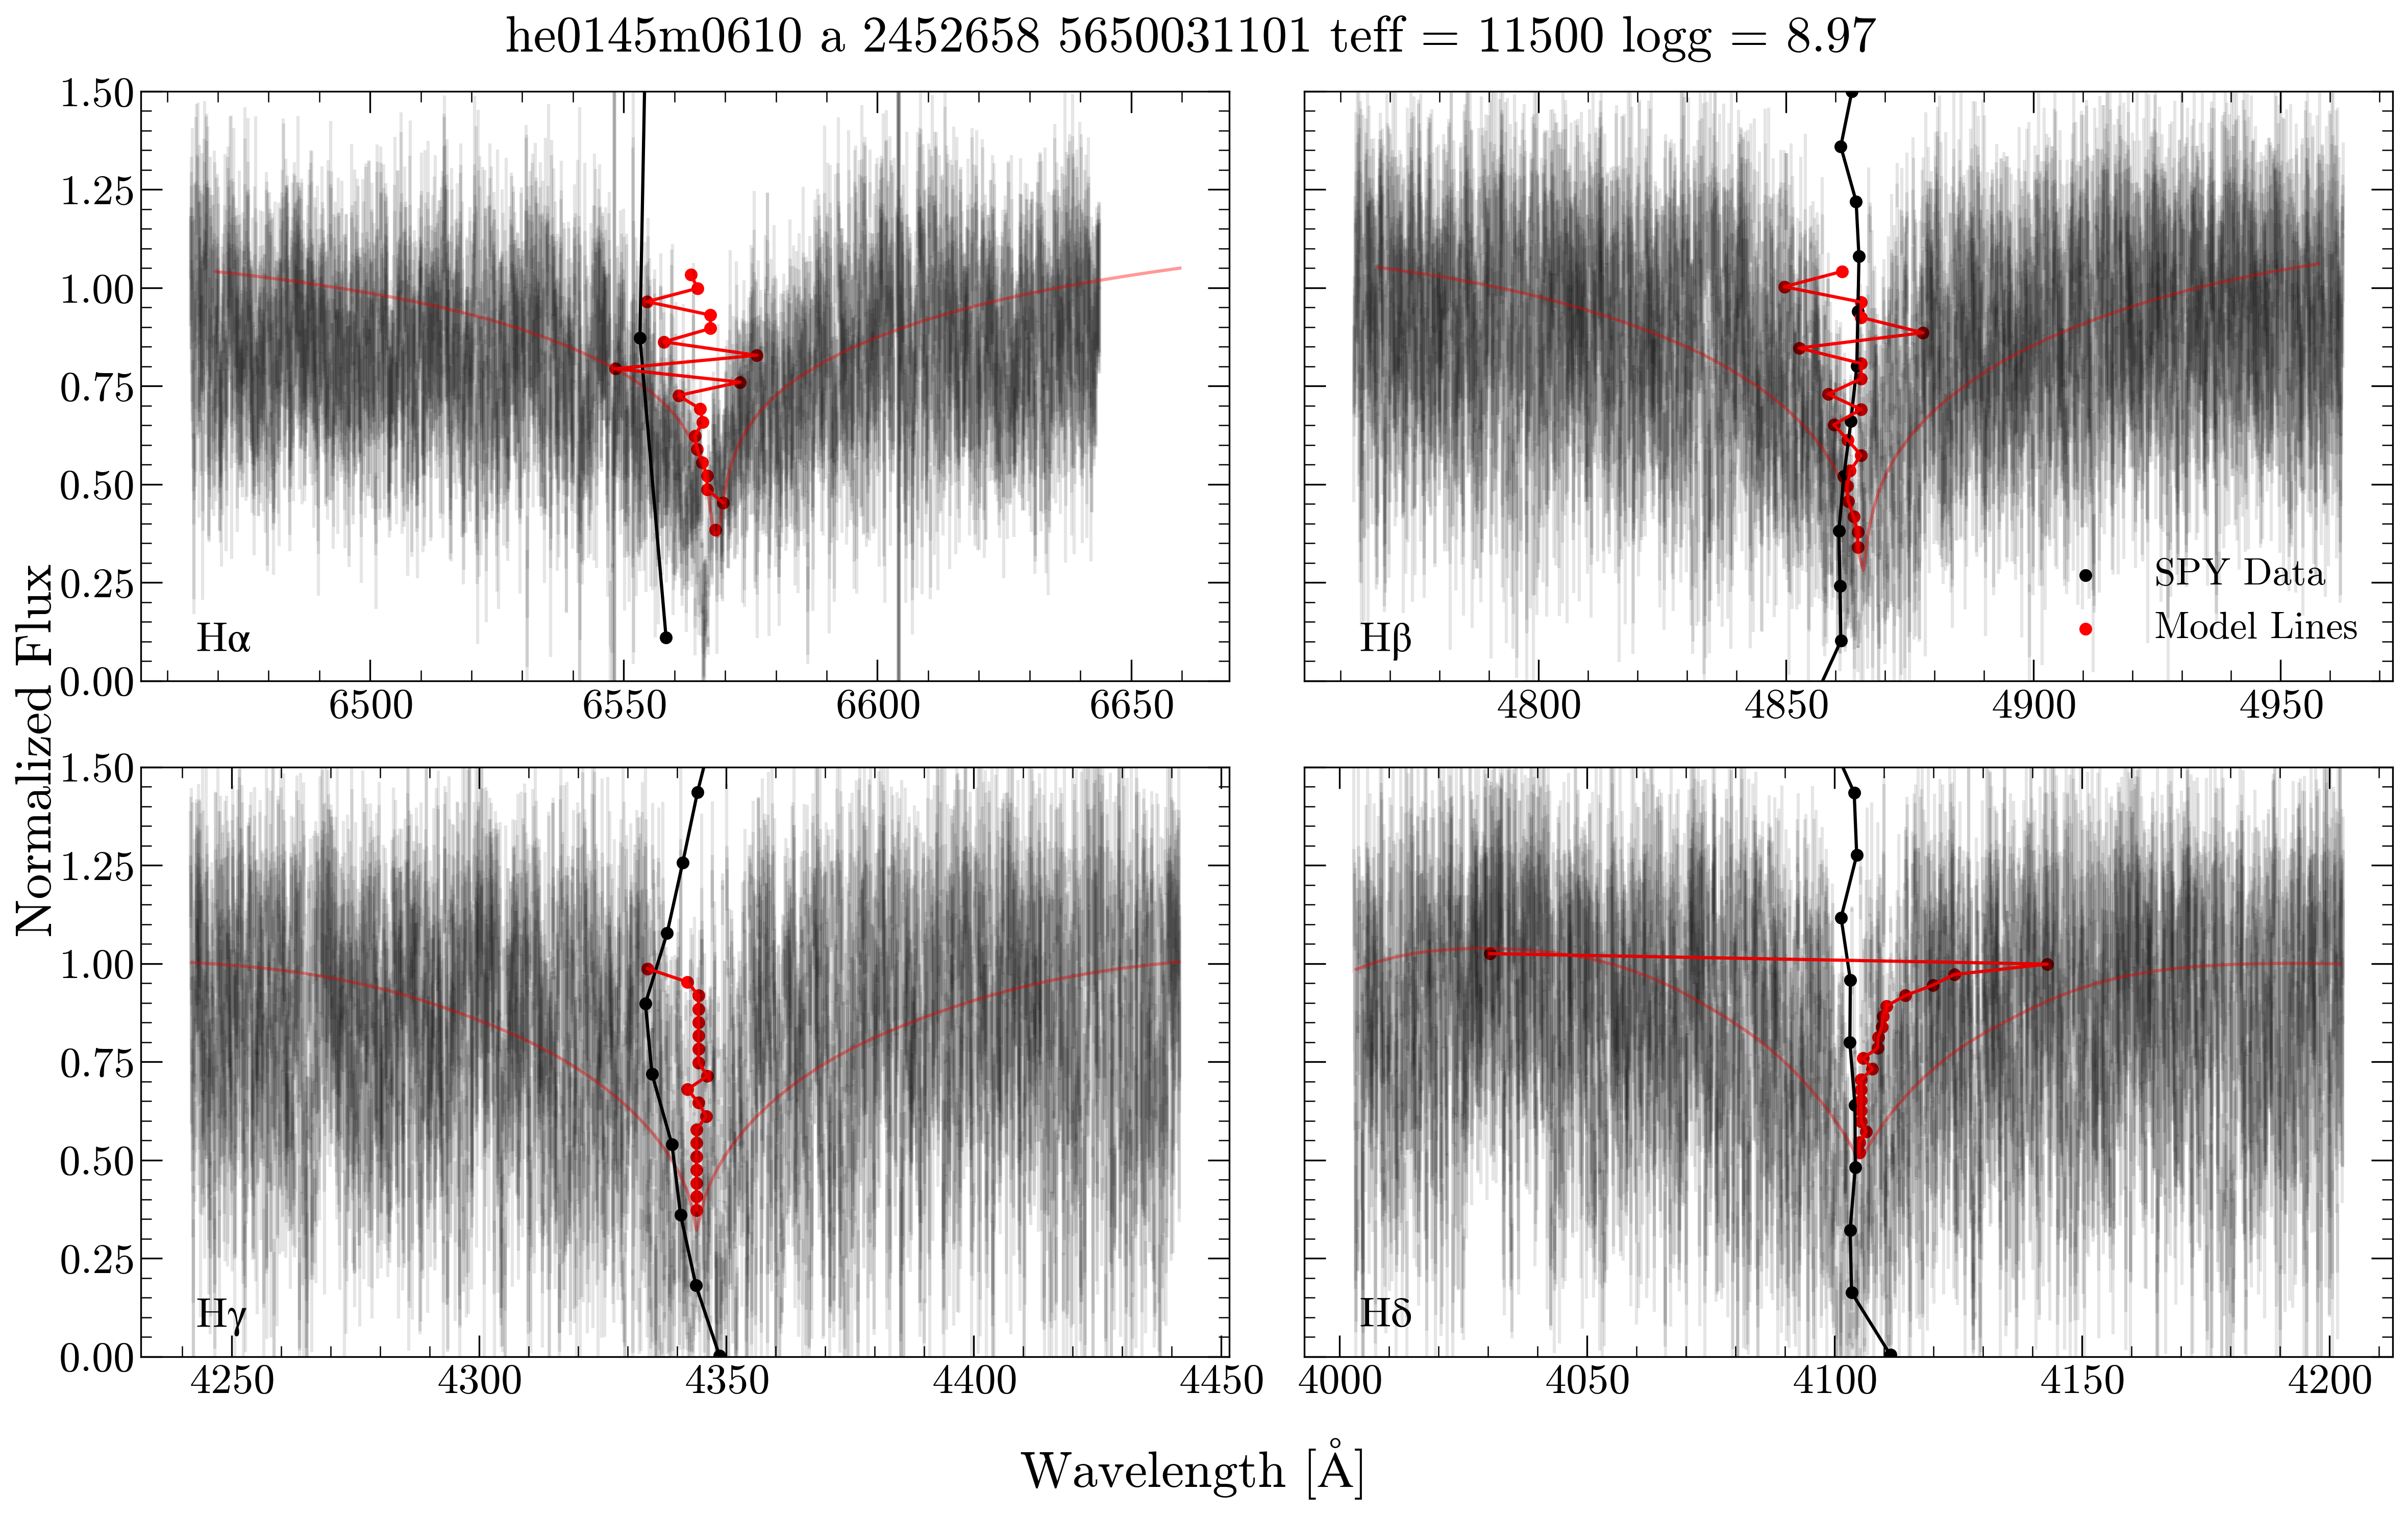 he0145m0610 a 2452658 5650031101 teff = 11500 logg = 8.97
Normalized Flux
1.50
1.25
1.00
0.75
0.50
0.25
0.00
Hα
6500 6550 6600 6650
Hβ
SPY Data
Model Lines
4800 4850 4900 4950
1.50
1.25
1.00
0.75
0.50
0.25
0.00
Hγ
4250 4300 4350 4400 4450
Hδ
4000 4050 4100 4150 4200
Wavelength [Å]